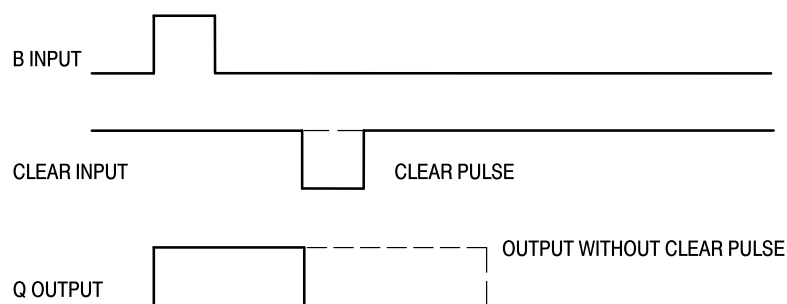 B INPUT
CLEAR INPUT
CLEAR PULSE
OUTPUT WITHOUT CLEAR PULSE
Q OUTPUT